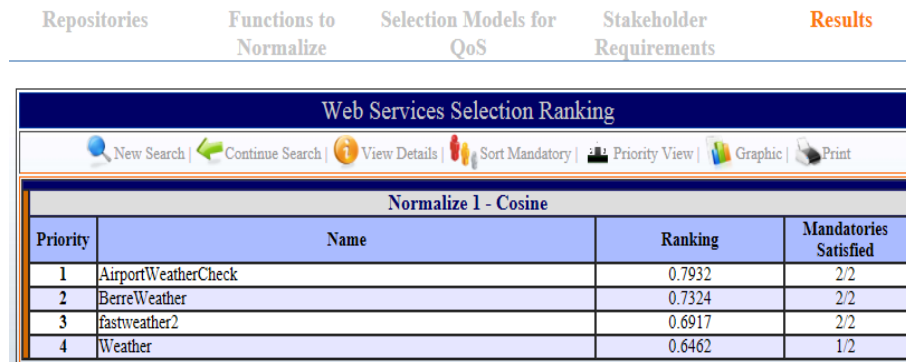 Repositories Functions to Normalize Selection Models for QoS Stakeholder Requirements Results
Web Services Selection Ranking
New Search | Continue Search | View Details | Sort Mandatory | Priority View | Graphic | Print
Normalize 1 - Cosine
Priority Name Ranking Mandatories Satisfied
1 AirportWeatherCheck 0.7932 2/2
2 BerreWeather 0.7324 2/2
3 fastweather2 0.6917 2/2
4 Weather 0.6462 1/2